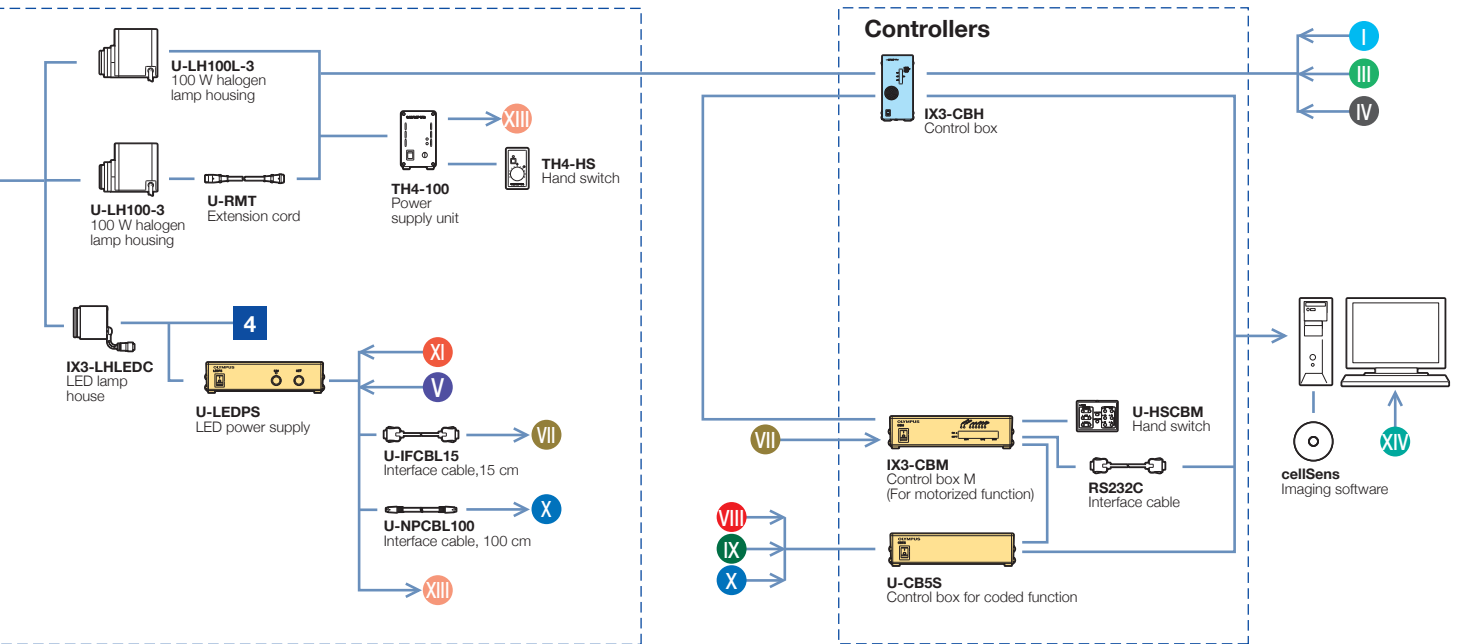 Controllers
U-LH100L-3
100 W halogen
lamp housing
U-LH100-3
100 W halogen
lamp housing
U-RMT
Extension cord
OLYMPUS
TH4-100
Power
supply unit
XIII
TH4-HS
Hand switch
IX3-CBH
Control box
I
III
IV
IX3-LHLEDC
LED lamp
house
4
OLYMPUS
U-LEDPS
LED power supply
XI
V
U-IFCBL15
Interface cable,15 cm
VII
U-NPCBL100
Interface cable, 100 cm
X
XIII
VII
OLYMPUS
IX3-CBM
Control box M
(For motorized function)
U-HSCBM
Hand switch
RS232C
Interface cable
VIII
IX
X
OLYMPUS
U-CB5S
Control box for coded function
cellSens
Imaging software
XIV